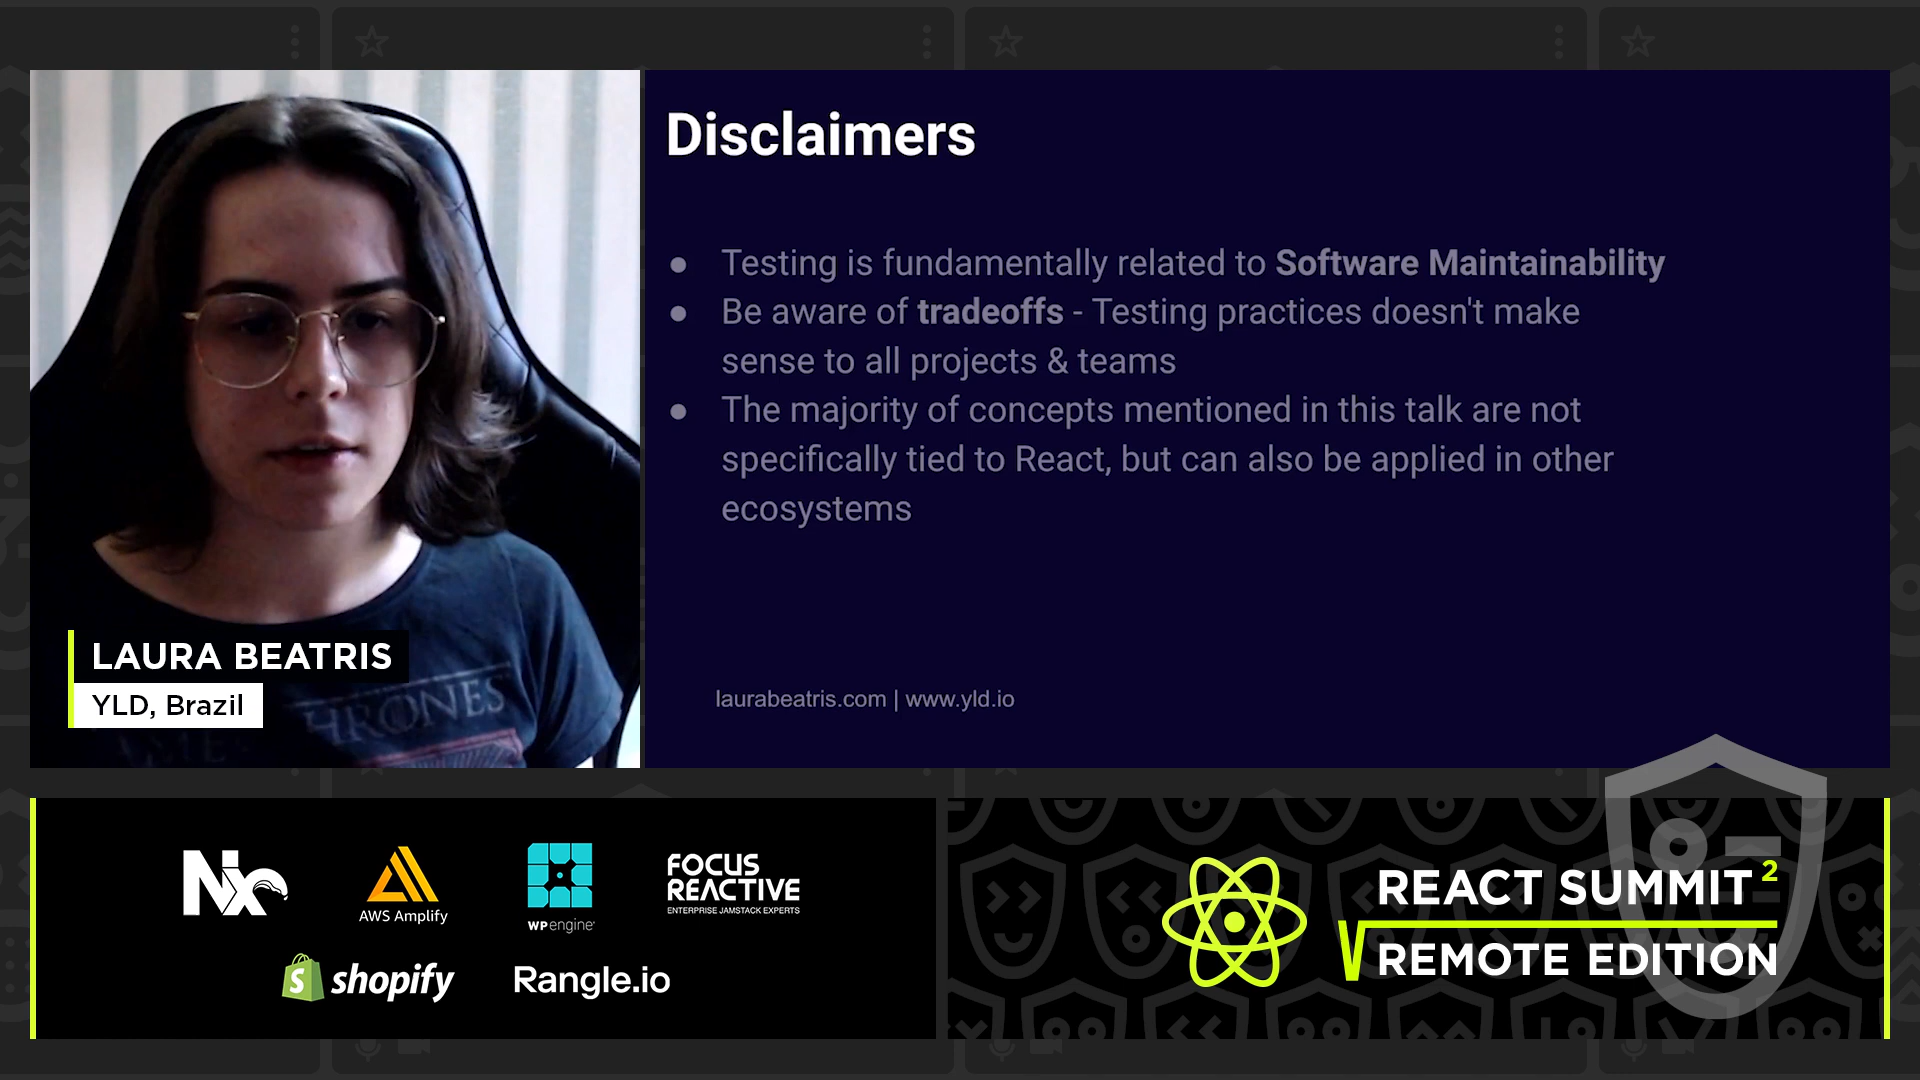 Disclaimers
● Testing is fundamentally related to Software Maintainability
● Be aware of tradeoffs - Testing practices doesn't make
sense to all projects & teams
● The majority of concepts mentioned in this talk are not
specifically tied to React, but can also be applied in other
ecosystems
laurabeatris.com | www.yld.io
LAURA BEATRIS
YLD, Brazil
THRONES
Nx
AWS Amplify
WP engine
FOCUS
REACTIVE
ENTERPRISE JAMSTACK EXPERTS
shopify
Rangle.io
REACT SUMMIT 2
REMOTE EDITION